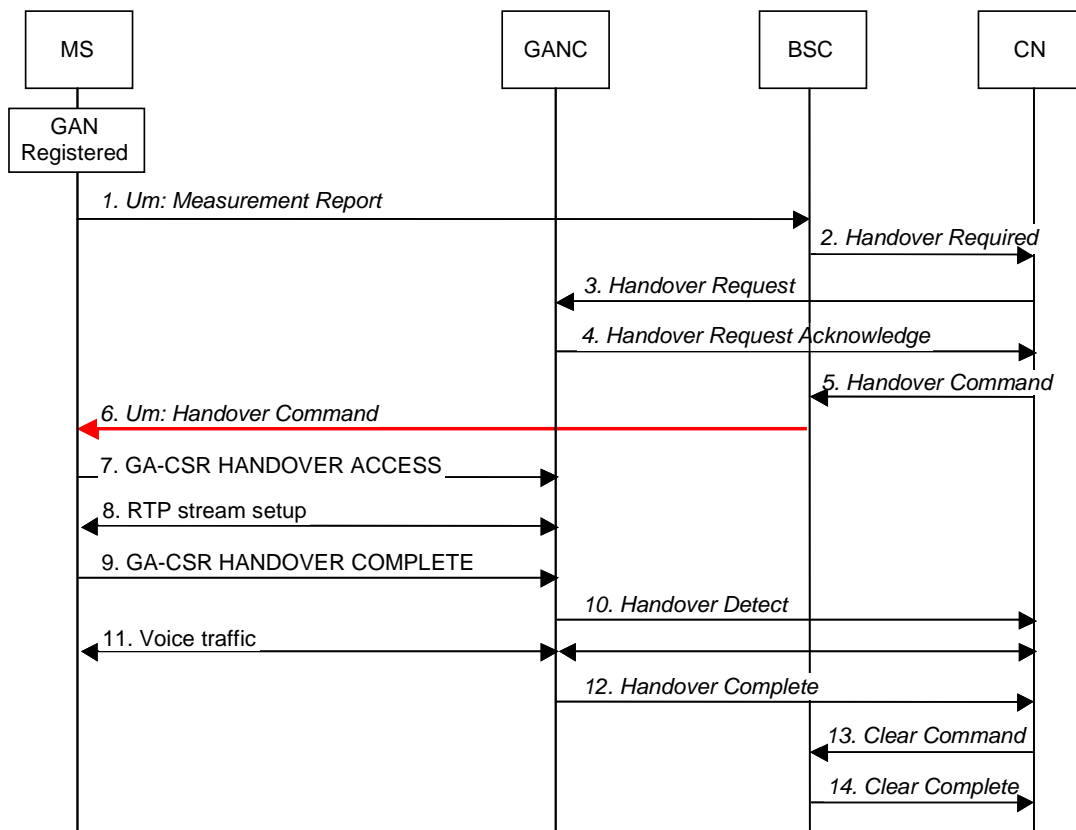 MS
GANC
BSC
CN
GAN
Registered
1. Um: Measurement Report
2. Handover Required
3. Handover Request
4. Handover Request Acknowledge
5. Handover Command
6. Um: Handover Command
7. GA-CSR HANDOVER ACCESS
8. RTP stream setup
9. GA-CSR HANDOVER COMPLETE
10. Handover Detect
11. Voice traffic
12. Handover Complete
13. Clear Command
14. Clear Complete